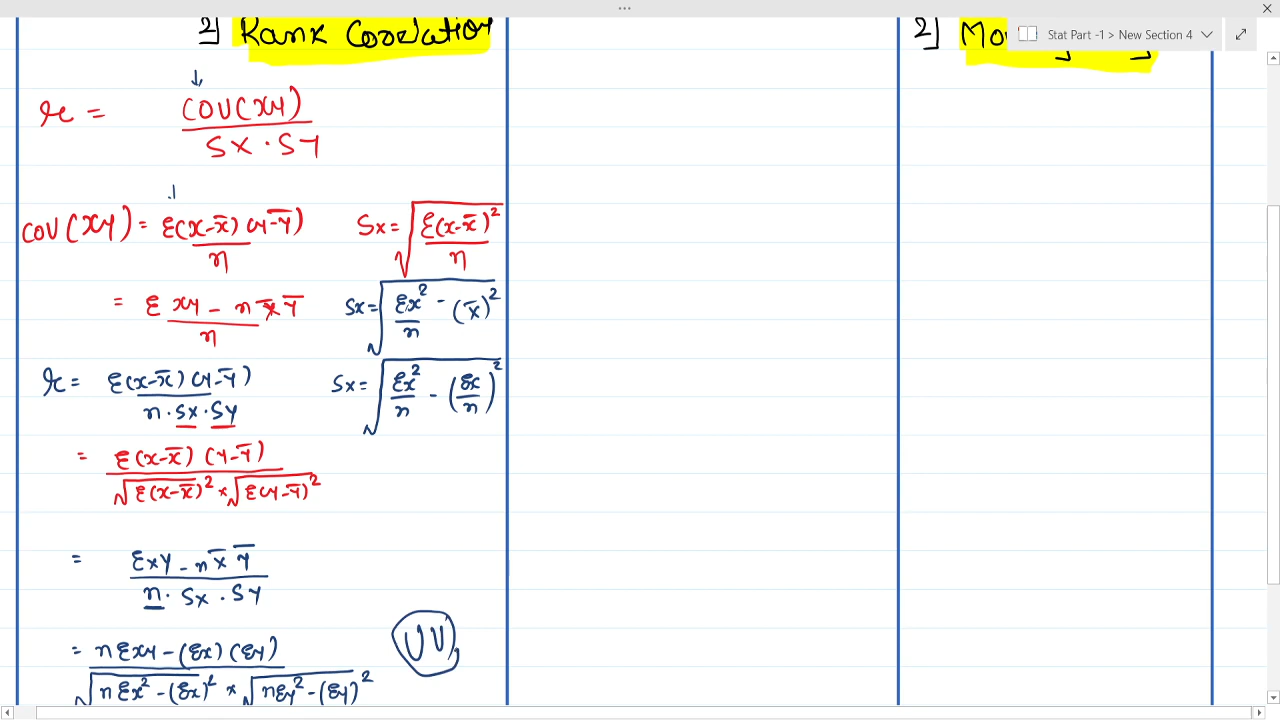 2] Rank Correlation
2] Mo
Stat Part -1 > New Section 4
r = COV(xy) / Sx · Sy
COV(xy) = Σ(x-x̄)(y-ȳ) / n
Sx = √(Σ(x-x̄)² / n)
= Σxy - n x̄ ȳ / n
Sx = √(Σx²/n - (x̄)²)
r = Σ(x-x̄)(y-ȳ) / n · Sx · Sy
Sx = √(Σx²/n - (Σx/n)²)
= Σ(x-x̄)(y-ȳ) / √Σ(x-x̄)² × √Σ(y-ȳ)²
= Σxy - n x̄ ȳ / n · Sx · Sy
UV,
= nΣxy - (Σx)(Σy) / √nΣx² - (Σx)² × √nΣy² - (Σy)²